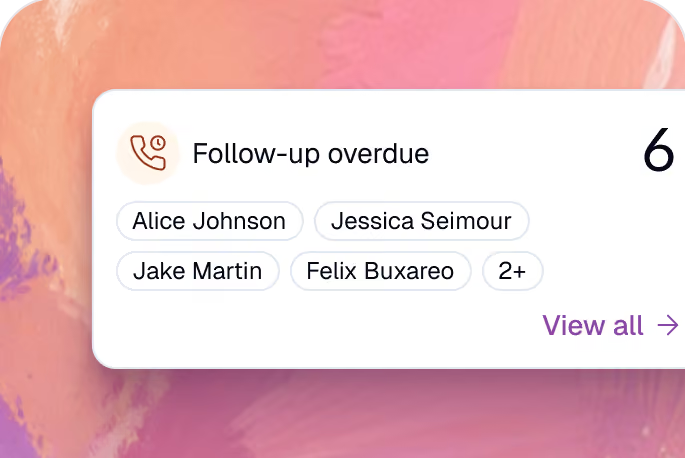 Follow-up overdue 6
Alice Johnson Jessica Seimour
Jake Martin Felix Buxareo 2+
View all →